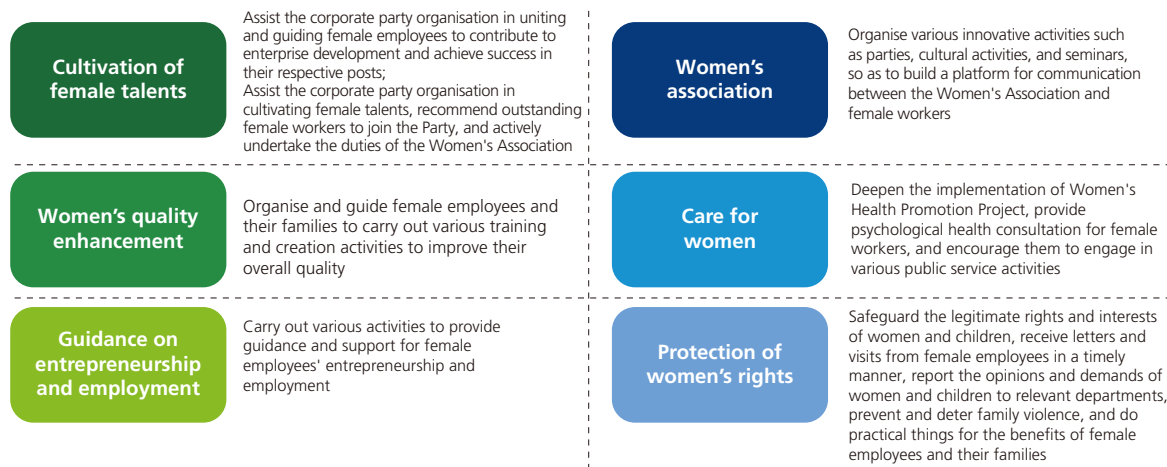 Cultivation of
female talents
Assist the corporate party organisation in uniting
and guiding female employees to contribute to
enterprise development and achieve success in
their respective posts;
Assist the corporate party organisation in
cultivating female talents, recommend outstanding
female workers to join the Party, and actively
undertake the duties of the Women's Association
Women's
association
Organise various innovative activities such
as parties, cultural activities, and seminars,
so as to build a platform for communication
between the Women's Association and
female workers
Women's quality
enhancement
Organise and guide female employees and
their families to carry out various training
and creation activities to improve their
overall quality
Care for
women
Deepen the implementation of Women's
Health Promotion Project, provide
psychological health consultation for female
workers, and encourage them to engage in
various public service activities
Guidance on
entrepreneurship
and employment
Carry out various activities to provide
guidance and support for female
employees' entrepreneurship and
employment
Protection of
women's rights
Safeguard the legitimate rights and interests
of women and children, receive letters and
visits from female employees in a timely
manner, report the opinions and demands of
women and children to relevant departments,
prevent and deter family violence, and do
practical things for the benefits of female
employees and their families